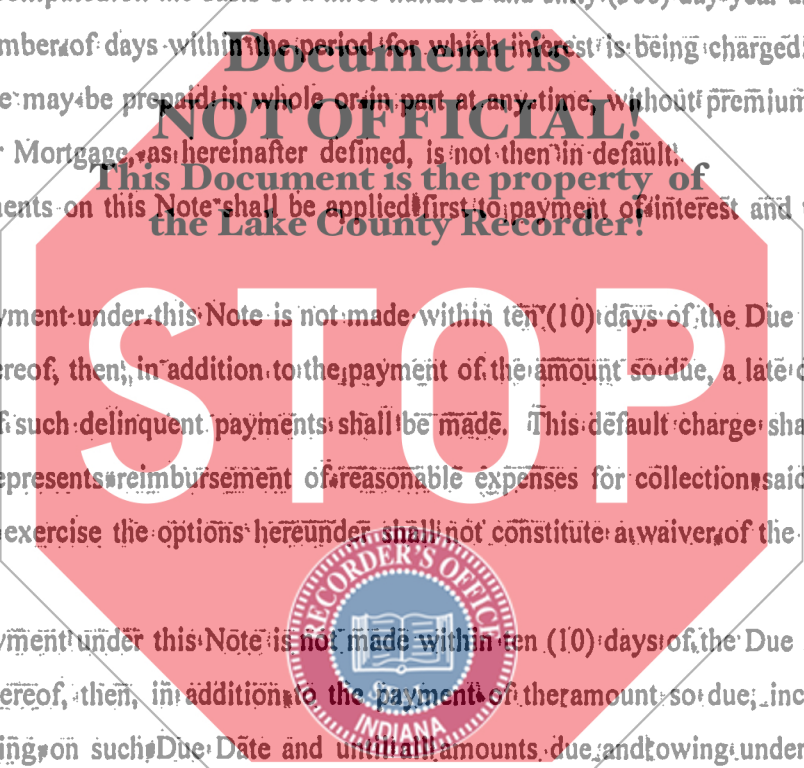 computed on the basis of a three hundred and sixty (360) day year a
mber of days within the period for which interest is being charged
Document is
e may be prepaid in whole or in part at any time, without premium
NOT OFFICIAL!
r Mortgage, as hereinafter defined, is not then in default.
This Document is the property of
ents on this Note shall be applied first to payment of interest and
the Lake County Recorder!
yment under this Note is not made within ten (10) days of the Due
STOP
ereof, then, in addition to the payment of the amount so due, a late c
f such delinquent payments shall be made. This default charge sha
epresents reimbursement of reasonable expenses for collection said
exercise the options hereunder shall not constitute a waiver of the
RECORDER'S OFFICE
yment under this Note is not made within ten (10) days of the Due
ereof, then, in addition to the payment of the amount so due, inc
INDIANA
ing on such Due Date and until all amounts due and owing under